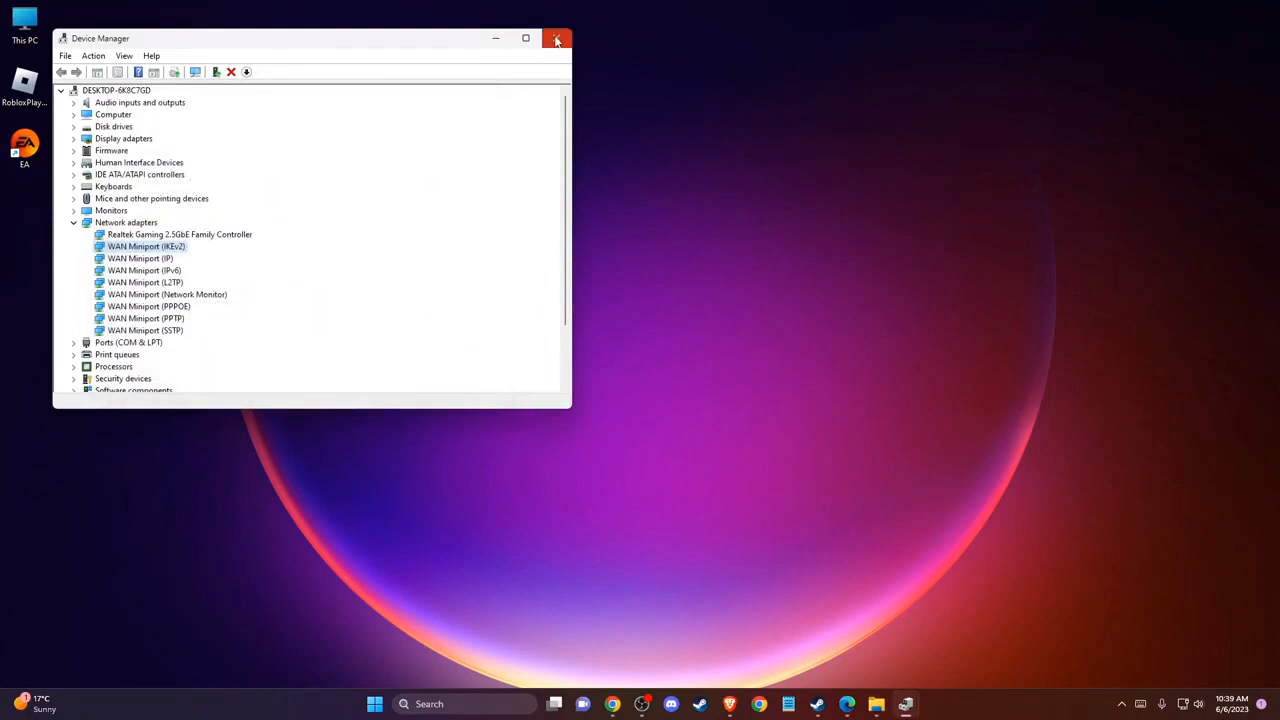 This PC
RobloxPlay...
EA
Device Manager
File Action View Help
DESKTOP-6K8C7GD
Audio inputs and outputs
Computer
Disk drives
Display adapters
Firmware
Human Interface Devices
IDE ATA/ATAPI controllers
Keyboards
Mice and other pointing devices
Monitors
Network adapters
Realtek Gaming 2.5GbE Family Controller
WAN Miniport (IKEv2)
WAN Miniport (IP)
WAN Miniport (IPv6)
WAN Miniport (L2TP)
WAN Miniport (Network Monitor)
WAN Miniport (PPPOE)
WAN Miniport (PPTP)
WAN Miniport (SSTP)
Ports (COM & LPT)
Print queues
Processors
Security devices
Software components
17°C
Sunny
Search
10:39 AM
6/6/2023